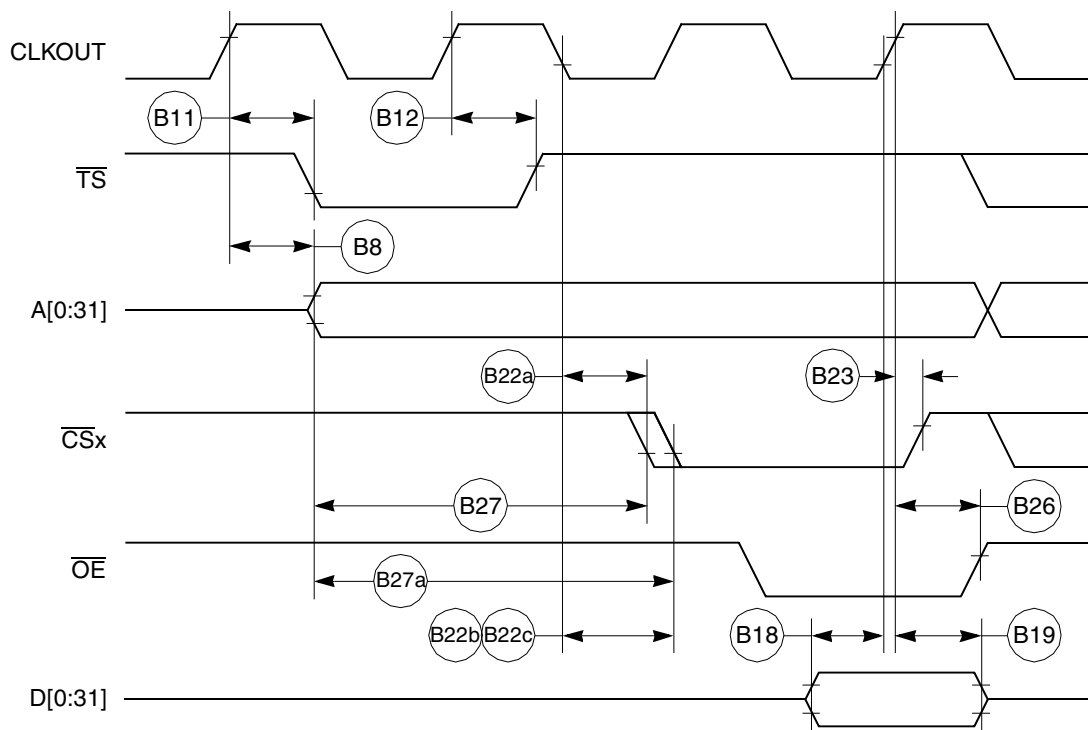 CLKOUT
B11
B12
TS
B8
A[0:31]
B22a
B23
CSx
B27
B26
OE
B27a
B22b B22c
B18
B19
D[0:31]